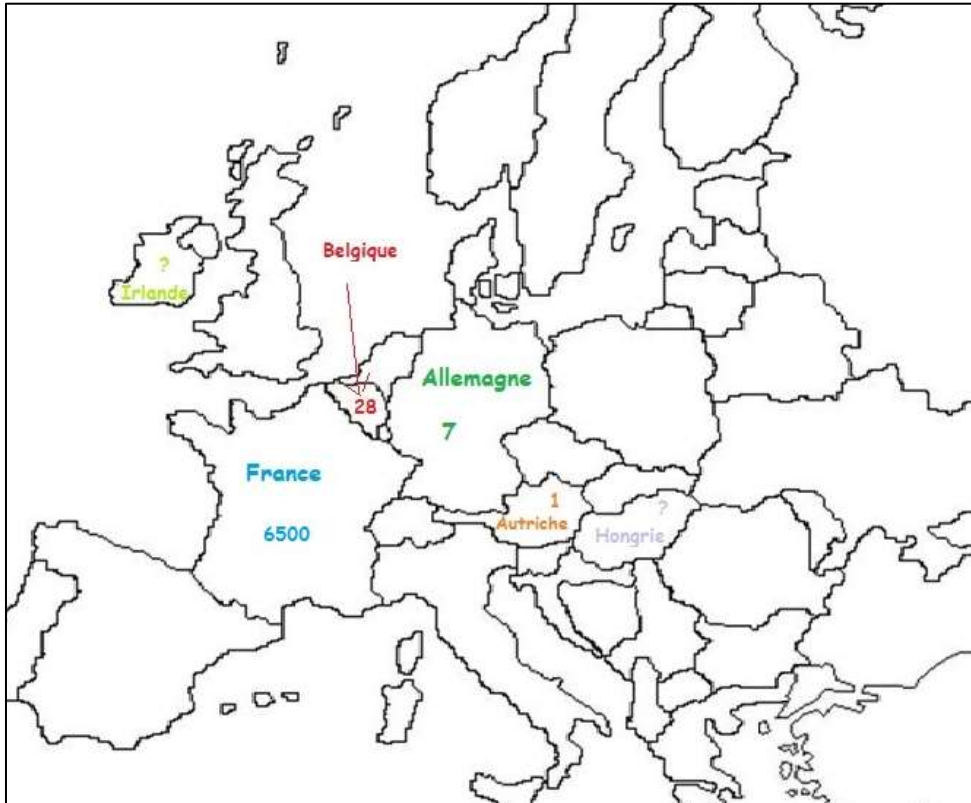 Belgique
?
Irlande
Allemagne
28
7
France
6500
1
Autriche
?
Hongrie